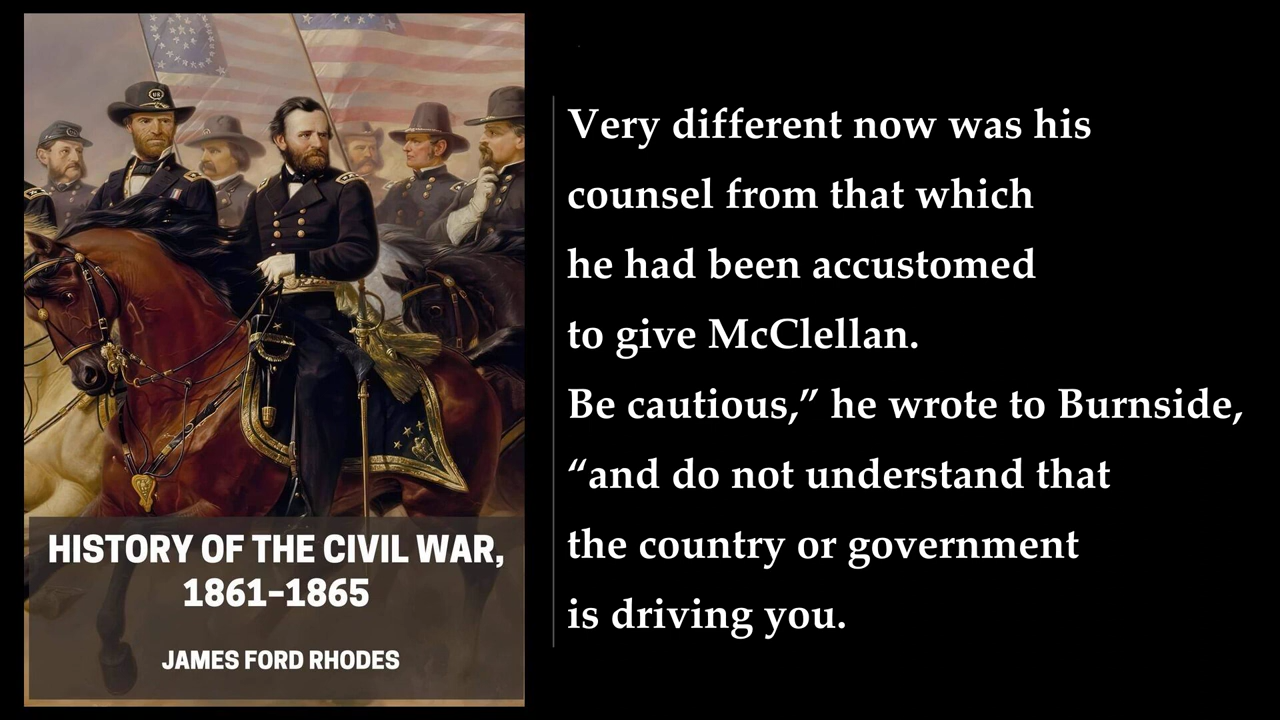 HISTORY OF THE CIVIL WAR,
1861–1865
JAMES FORD RHODES
Very different now was his
counsel from that which
he had been accustomed
to give McClellan.
Be cautious,” he wrote to Burnside,
“and do not understand that
the country or government
is driving you.